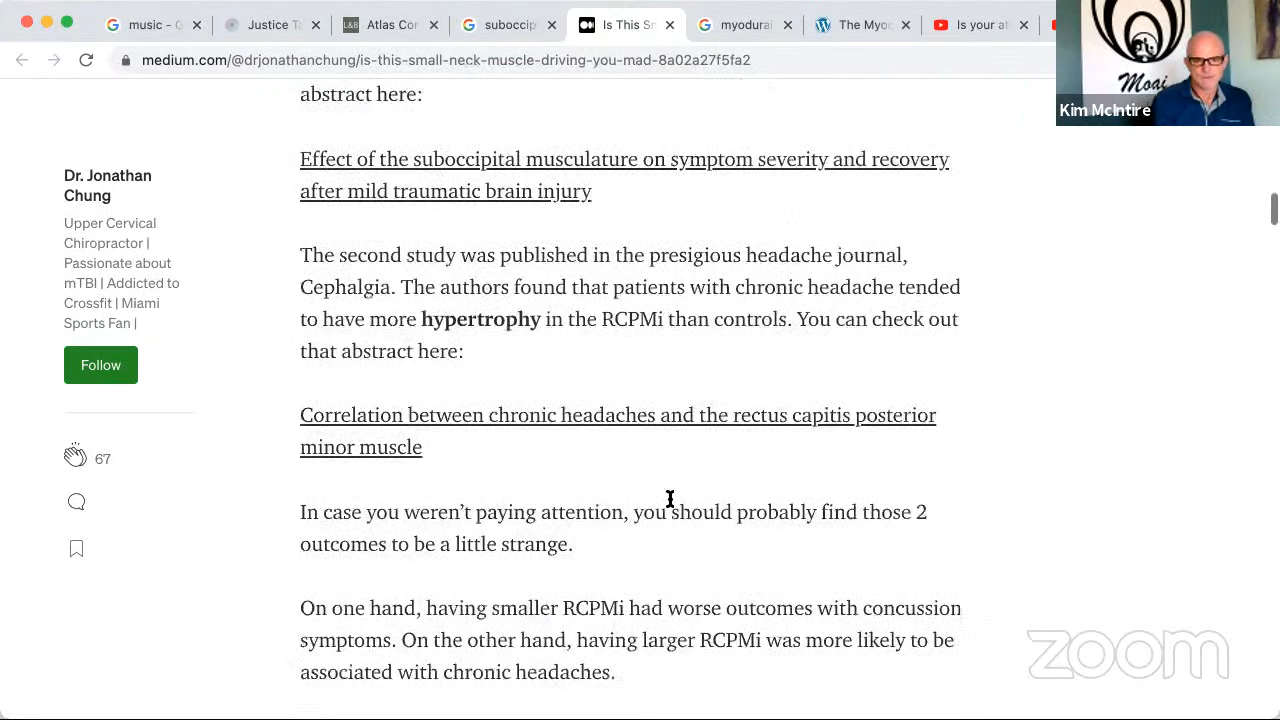 music - G
Justice Ta
Atlas Cor
suboccip
Is This Sm
myodural
The Myo
Is your at
medium.com/@drjonathanchung/is-this-small-neck-muscle-driving-you-mad-8a02a27f5fa2
Moai
Kim McIntire
abstract here:
Dr. Jonathan
Chung
Upper Cervical
Chiropractor |
Passionate about
mTBI | Addicted to
Crossfit | Miami
Sports Fan |
Follow
67
Effect of the suboccipital musculature on symptom severity and recovery
after mild traumatic brain injury
The second study was published in the presigious headache journal,
Cephalgia. The authors found that patients with chronic headache tended
to have more hypertrophy in the RCPMi than controls. You can check out
that abstract here:
Correlation between chronic headaches and the rectus capitis posterior
minor muscle
In case you weren’t paying attention, you should probably find those 2
outcomes to be a little strange.
On one hand, having smaller RCPMi had worse outcomes with concussion
symptoms. On the other hand, having larger RCPMi was more likely to be
associated with chronic headaches.
zoom